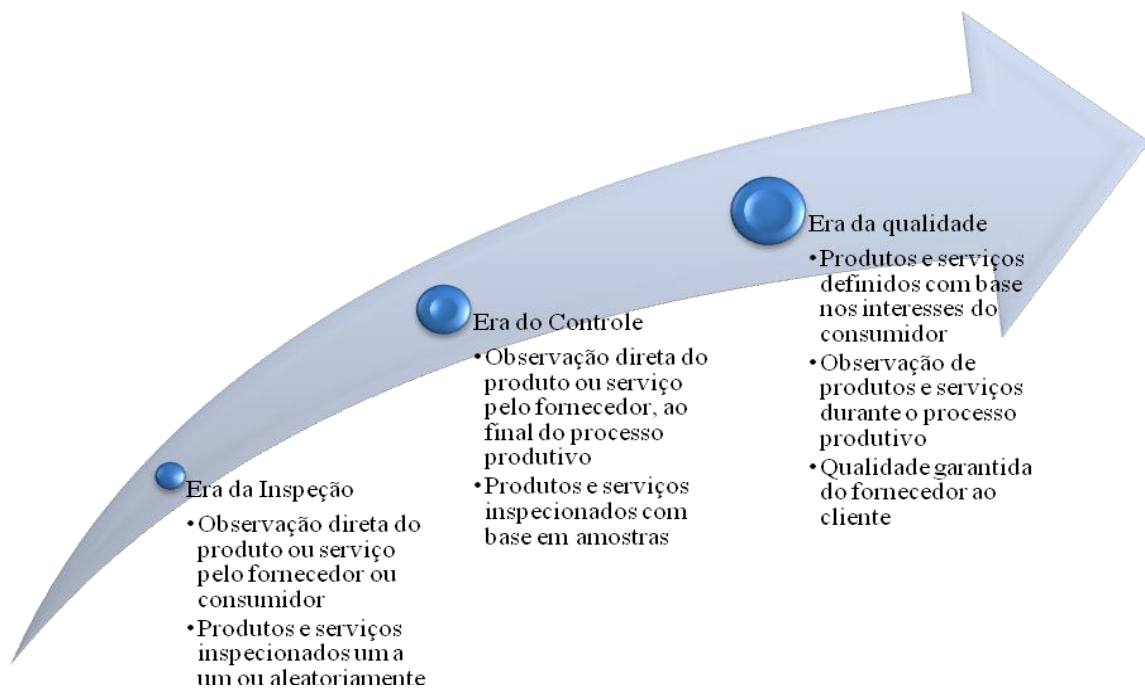 Era da Inspeção
•Observação direta do
produto ou serviço
pelo fornecedor ou
consumidor
•Produtos e serviços
inspecionados um a
um ou aleatoriamente
Era do Controle
•Observação direta do
produto ou serviço
pelo fornecedor, ao
final do processo
produtivo
•Produtos e serviços
inspecionados com
base em amostras
Era da qualidade
•Produtos e serviços
definidos com base
nos interesses do
consumidor
•Observação de
produtos e serviços
durante o processo
produtivo
•Qualidade garantida
do fornecedor ao
cliente